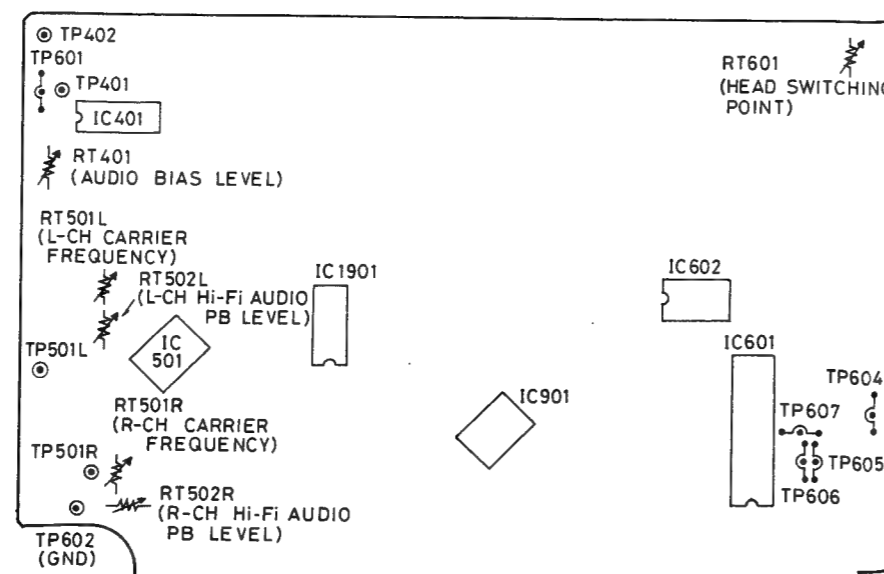 TP402
TP601
TP401
IC401
RT401
(AUDIO BIAS LEVEL)
RT601
(HEAD SWITCHING
POINT)
RT501L
(L-CH CARRIER
FREQUENCY)
RT502L
(L-CH Hi-Fi AUDIO
PB LEVEL)
IC1901
IC602
TP501L
IC
501
IC601
RT501R
(R-CH CARRIER
FREQUENCY)
IC901
TP604
TP607
TP501R
TP605
TP606
RT502R
(R-CH Hi-Fi AUDIO
PB LEVEL)
TP602
(GND)